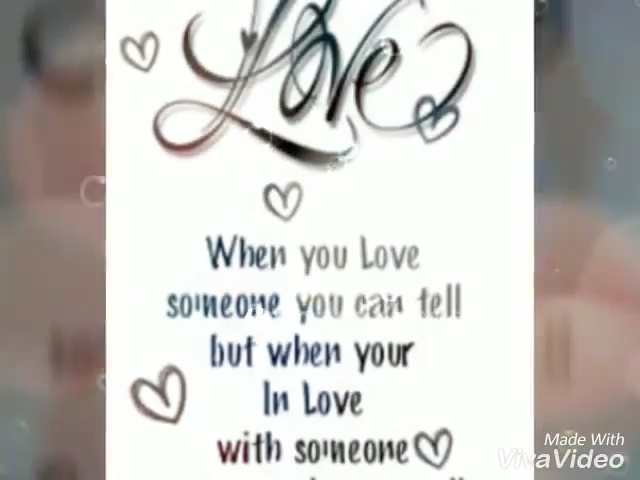 Love
When you Love
someone you can tell
but when your
In Love
with someone
Made With
VivaVideo